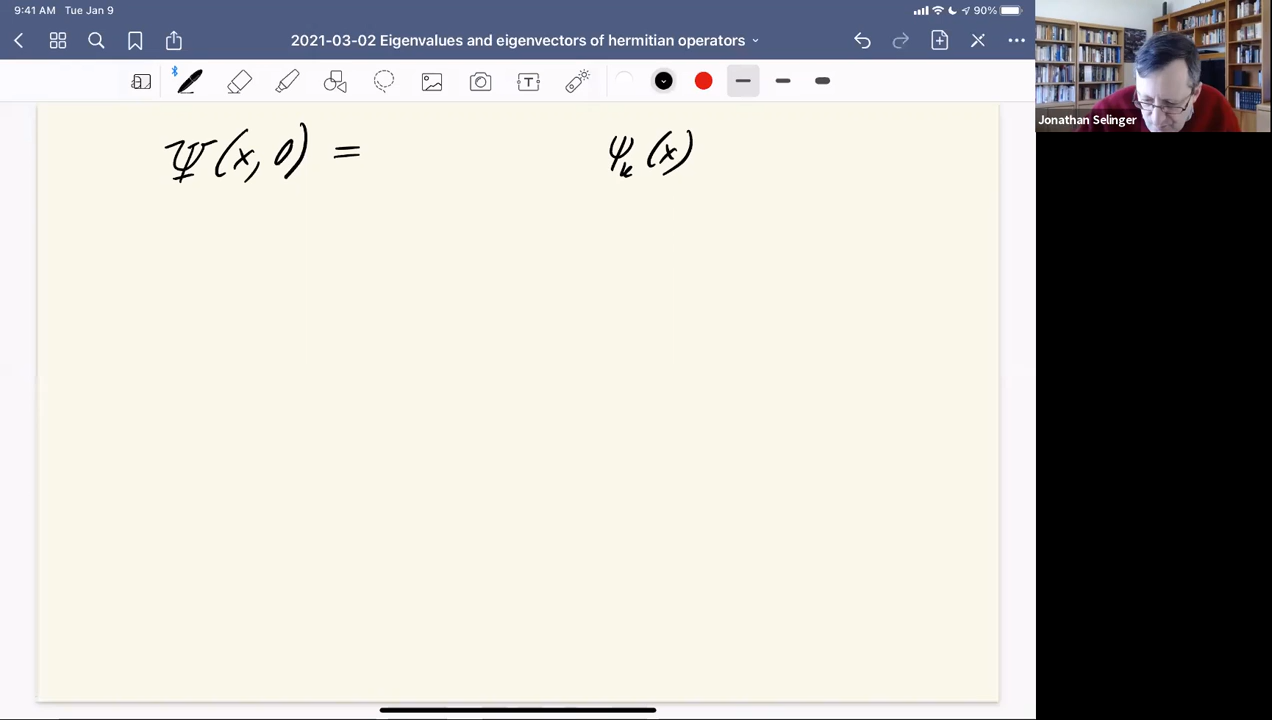 9:41 AM Tue Jan 9 90%
2021-03-02 Eigenvalues and eigenvectors of hermitian operators
T
Jonathan Selinger
Ψ(x, 0) = ψₖ(x)